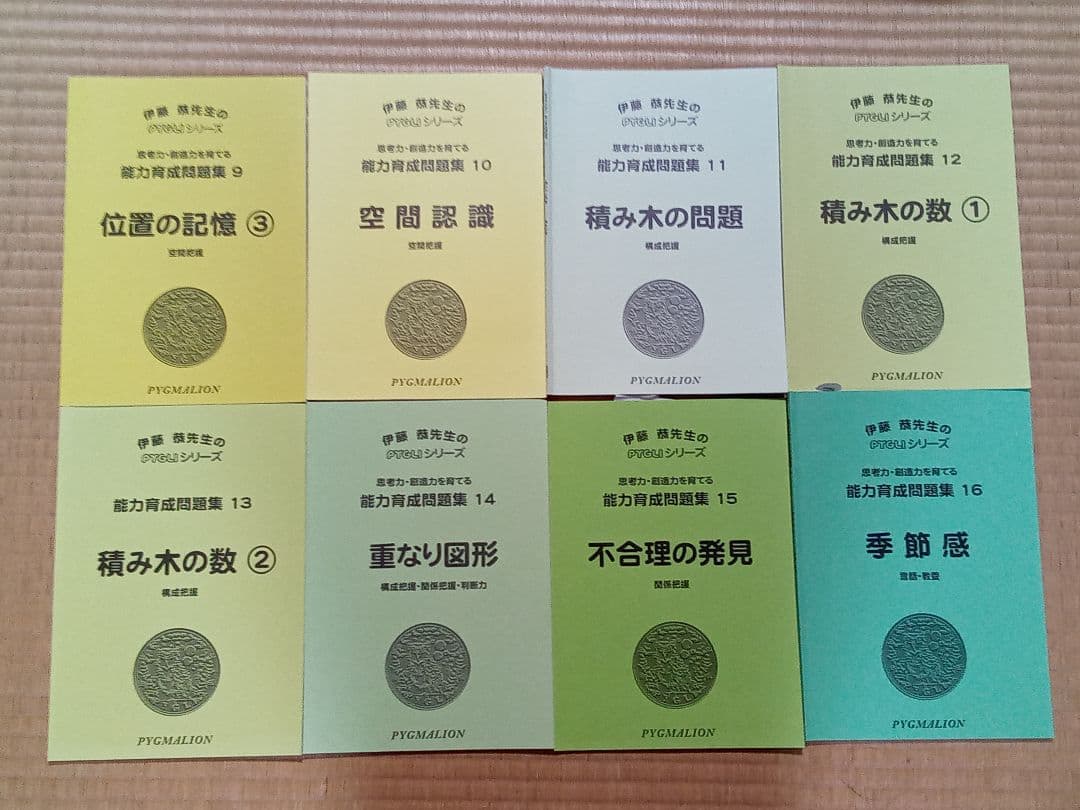 伊藤 恭先生の
PTGLIシリーズ
思考力・創造力を育てる
能力育成問題集 9
位置の記憶 ③
空間把握
PYGMALION
伊藤 恭先生の
PTGLIシリーズ
思考力・創造力を育てる
能力育成問題集 10
空間認識
空間把握
PYGMALION
伊藤 恭先生の
PTGLIシリーズ
思考力・創造力を育てる
能力育成問題集 11
積み木の問題
構成把握
PYGMALION
伊藤 恭先生の
PTGLIシリーズ
思考力・創造力を育てる
能力育成問題集 12
積み木の数 ①
構成把握
PYGMALION
伊藤 恭先生の
PTGLIシリーズ
能力育成問題集 13
積み木の数 ②
構成把握
PYGMALION
伊藤 恭先生の
PTGLIシリーズ
思考力・創造力を育てる
能力育成問題集 14
重なり図形
構成把握・関係把握・判断力
PYGMALION
伊藤 恭先生の
PTGLIシリーズ
思考力・創造力を育てる
能力育成問題集 15
不合理の発見
関係把握
PYGMALION
伊藤 恭先生の
PTGLIシリーズ
思考力・創造力を育てる
能力育成問題集 16
季節感
言語・教養
PYGMALION